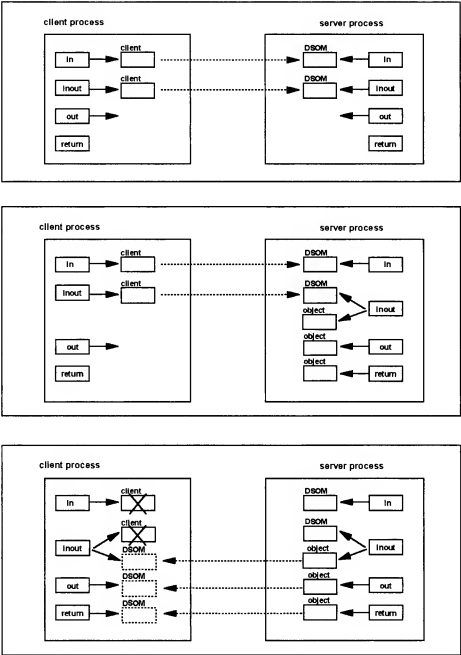 client process server process
client DSOM
in in
client DSOM
inout inout
out out
return return
client process server process
client DSOM
in in
client DSOM
inout
object inout
object
out out
object
return return
client process server process
client DSOM
in in
client DSOM
inout DSOM object inout
DSOM object
out out
DSOM object
return return